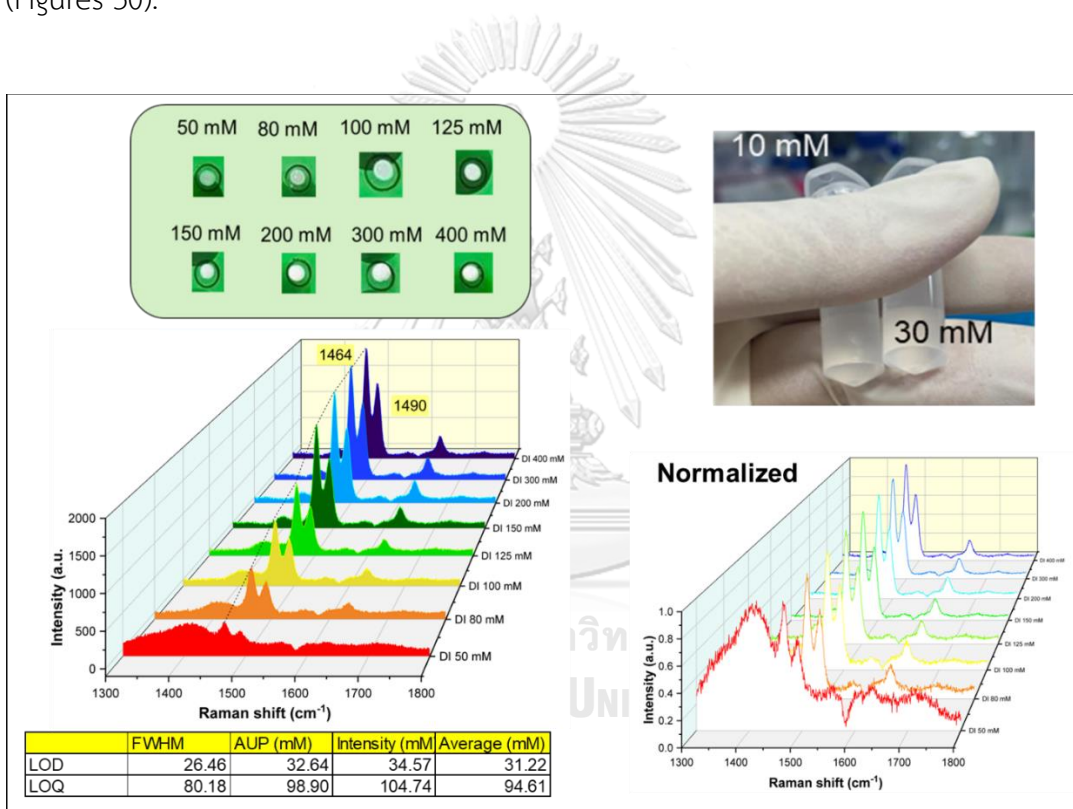 (Figures 50).
50 mM 80 mM 100 mM 125 mM
150 mM 200 mM 300 mM 400 mM
10 mM
30 mM
1464
1490
DI 400 mM
DI 300 mM
DI 200 mM
DI 150 mM
DI 125 mM
DI 100 mM
DI 80 mM
DI 50 mM
2000
1500
1000
500
0
Intensity (a.u.)
1300 1400 1500 1600 1700 1800
Raman shift (cm⁻¹)
Normalized
DI 400 mM
DI 300 mM
DI 200 mM
DI 150 mM
DI 125 mM
DI 100 mM
DI 80 mM
DI 50 mM
1.0
0.8
0.6
0.4
0.2
0.0
Intensity (a.u.)
1300 1400 1500 1600 1700 1800
Raman shift (cm⁻¹)
FWHM AUP (mM) Intensity (mM Average (mM)
LOD 26.46 32.64 34.57 31.22
LOQ 80.18 98.90 104.74 94.61